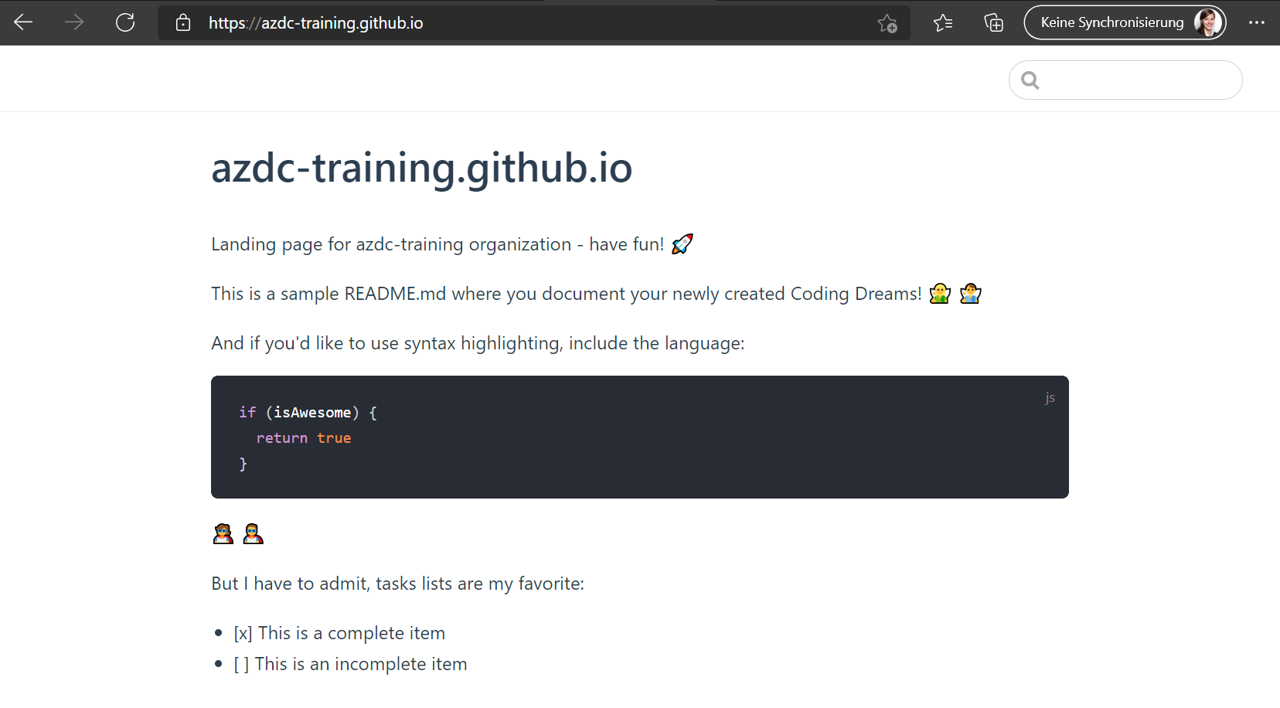 https://azdc-training.github.io
Keine Synchronisierung
azdc-training.github.io
Landing page for azdc-training organization - have fun! 🚀
This is a sample README.md where you document your newly created Coding Dreams! 🧚 🧚‍♂️
And if you'd like to use syntax highlighting, include the language:
js
if (isAwesome) {
  return true
}
🦸‍♀️ 🦸‍♂️
But I have to admit, tasks lists are my favorite:
• [x] This is a complete item
• [ ] This is an incomplete item